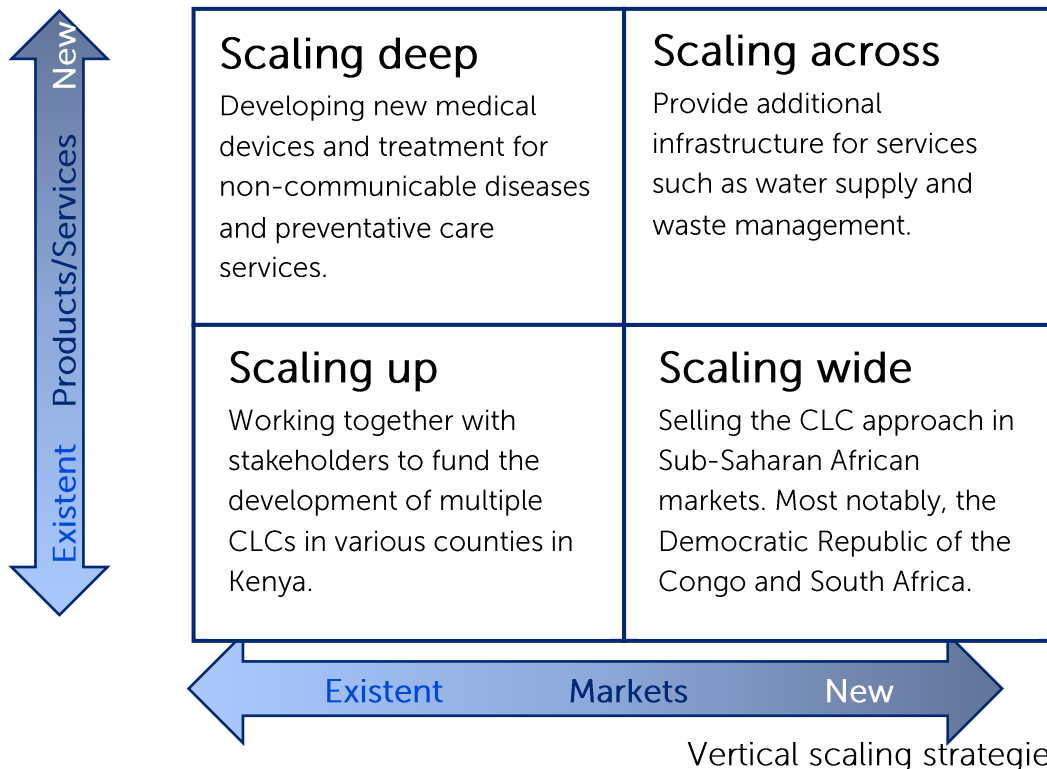 New
Products/Services
Existent
Scaling deep
Developing new medical
devices and treatment for
non-communicable diseases
and preventative care
services.
Scaling across
Provide additional
infrastructure for services
such as water supply and
waste management.
Scaling up
Working together with
stakeholders to fund the
development of multiple
CLCs in various counties in
Kenya.
Scaling wide
Selling the CLC approach in
Sub-Saharan African
markets. Most notably, the
Democratic Republic of the
Congo and South Africa.
Existent Markets New
Vertical scaling strategie